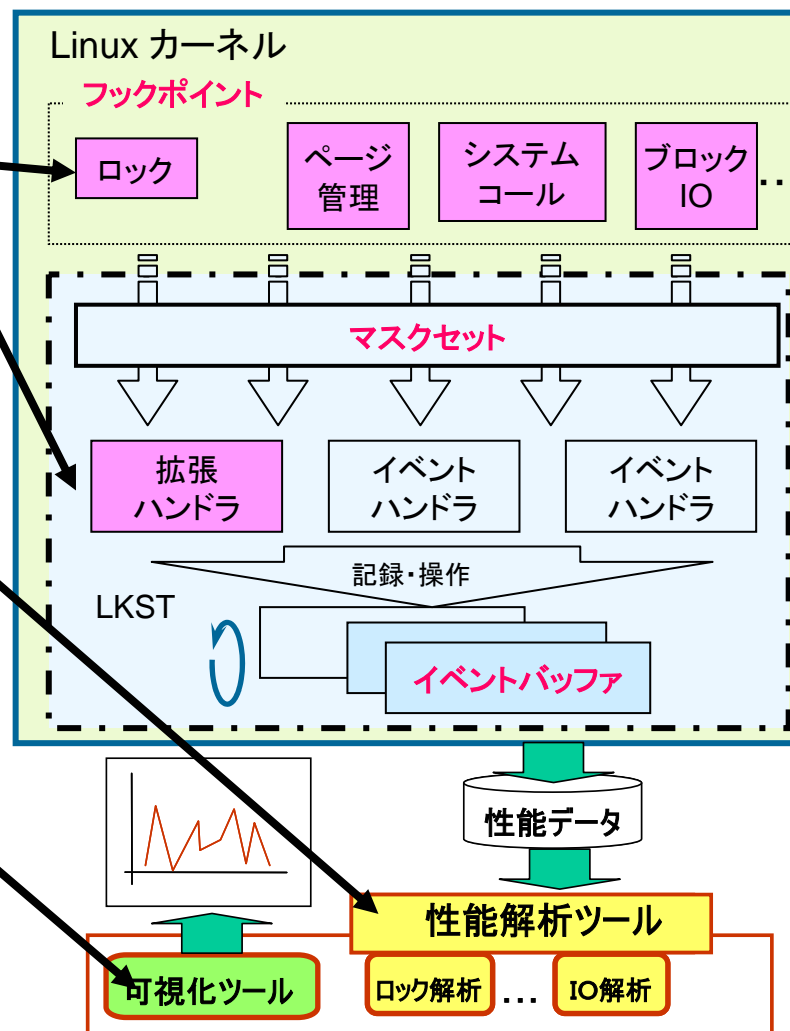 Linux カーネル
フックポイント
ロック
ページ
管理
システム
コール
ブロック
IO
...
マスクセット
拡張
ハンドラ
イベント
ハンドラ
イベント
ハンドラ
記録・操作
LKST
イベントバッファ
性能データ
性能解析ツール
可視化ツール
ロック解析
...
IO解析